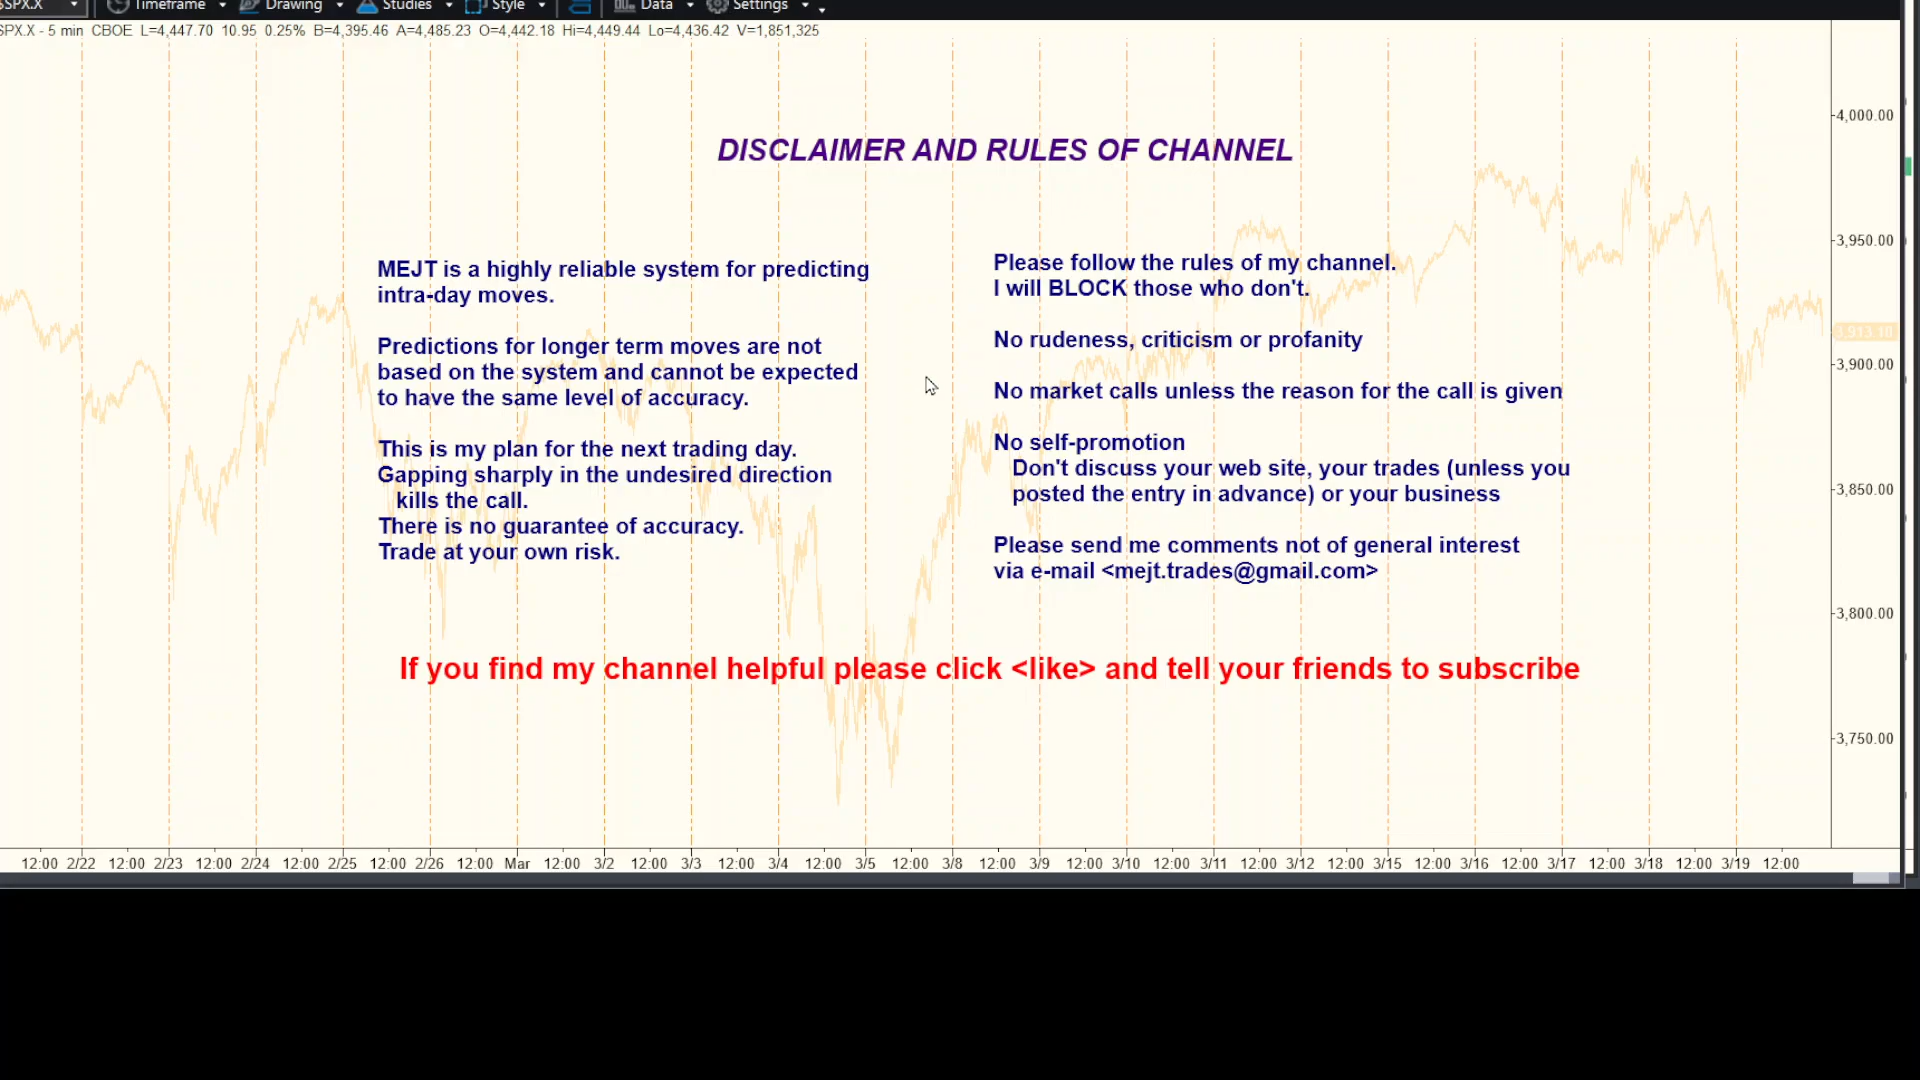 $SPX.X Timeframe Drawing Studies Style Data Settings
SPX.X - 5 min CBOE L=4,447.70 10.95 0.25% B=4,395.46 A=4,485.23 O=4,442.18 Hi=4,449.44 Lo=4,436.42 V=1,851,325
4,000.00
DISCLAIMER AND RULES OF CHANNEL
3,950.00
MEJT is a highly reliable system for predicting
intra-day moves.
Predictions for longer term moves are not
based on the system and cannot be expected
to have the same level of accuracy.
This is my plan for the next trading day.
Gapping sharply in the undesired direction
kills the call.
There is no guarantee of accuracy.
Trade at your own risk.
Please follow the rules of my channel.
I will BLOCK those who don't.
No rudeness, criticism or profanity
No market calls unless the reason for the call is given
No self-promotion
Don't discuss your web site, your trades (unless you
posted the entry in advance) or your business
Please send me comments not of general interest
via e-mail <mejt.trades@gmail.com>
3,913.10
3,900.00
3,850.00
3,800.00
If you find my channel helpful please click <like> and tell your friends to subscribe
3,750.00
12:00 2/22 12:00 2/23 12:00 2/24 12:00 2/25 12:00 2/26 12:00 Mar 12:00 3/2 12:00 3/3 12:00 3/4 12:00 3/5 12:00 3/8 12:00 3/9 12:00 3/10 12:00 3/11 12:00 3/12 12:00 3/15 12:00 3/16 12:00 3/17 12:00 3/18 12:00 3/19 12:00